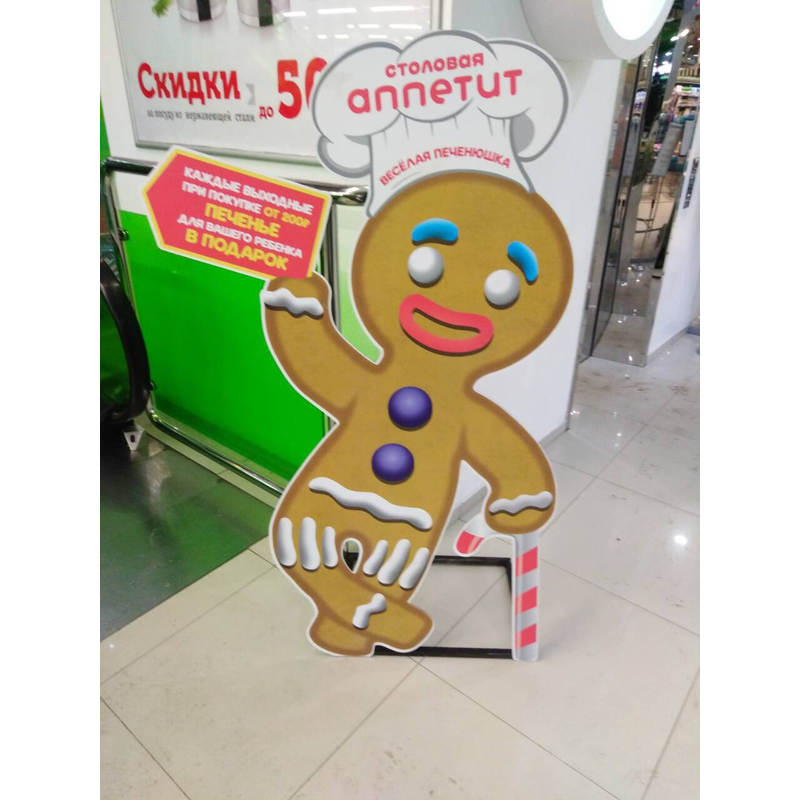 Скидки
до 50
на посуду из нержавеющей стали
столовая
аппетит
ВЕСЁЛАЯ ПЕЧЕНЮШКА
КАЖДЫЕ ВЫХОДНЫЕ
ПРИ ПОКУПКЕ ОТ 200₽
ПЕЧЕНЬЕ
ДЛЯ ВАШЕГО РЕБЕНКА
В ПОДАРОК